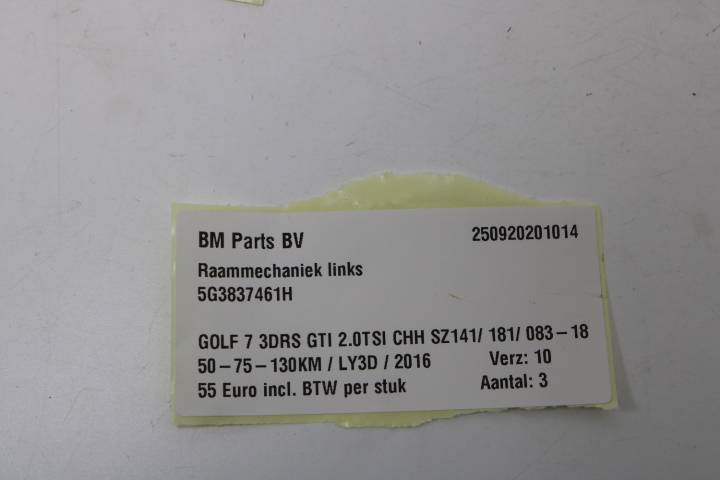 BM Parts BV 250920201014
Raammechaniek links
5G3837461H
GOLF 7 3DRS GTI 2.0TSI CHH SZ141/ 181/ 083-18
50-75-130KM / LY3D / 2016 Verz: 10
55 Euro incl. BTW per stuk Aantal: 3